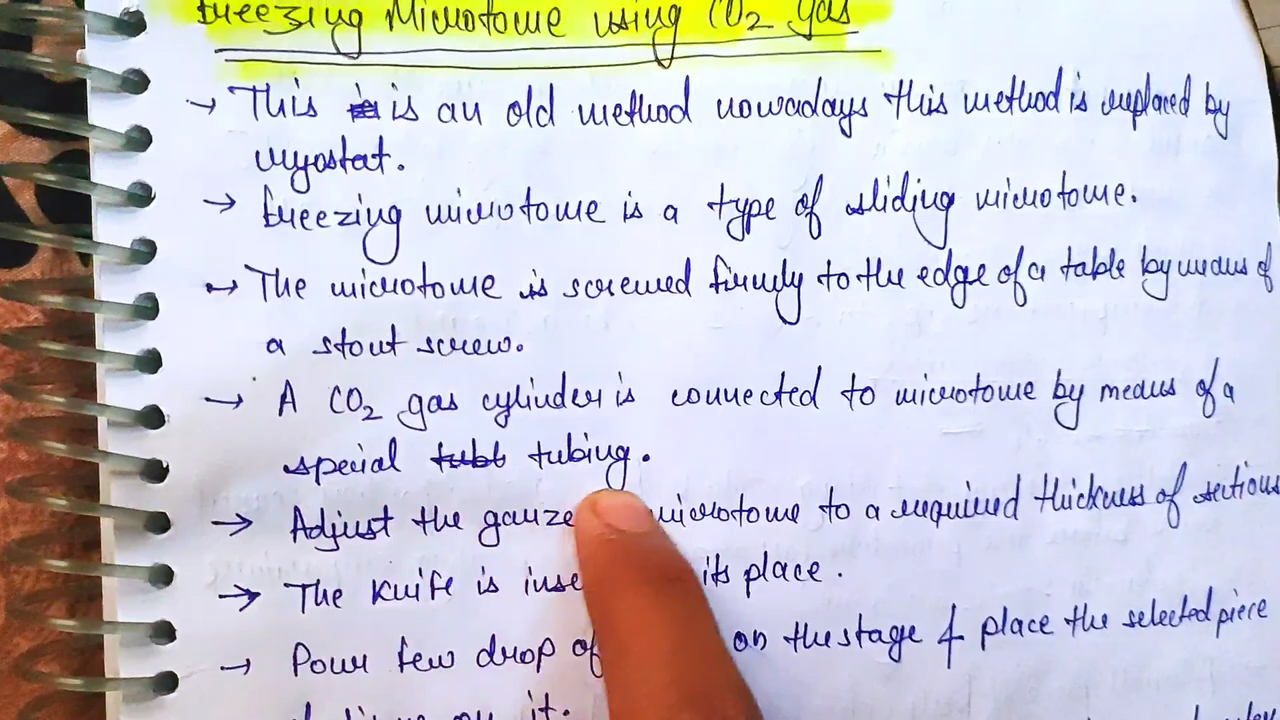 Freezing Microtome using CO2 gas
→ This is an old method nowadays this method is replaced by
cryostat.
→ freezing microtome is a type of sliding microtome.
→ The microtome is screwed firmly to the edge of a table by means of
a stout screw.
→ A CO2 gas cylinder is connected to microtome by means of a
special tubing.
→ Adjust the gauze microtome to a required thickness of sections
→ The Knife is its place.
→ Pour few drop of on the stage & place the selected piece
it.